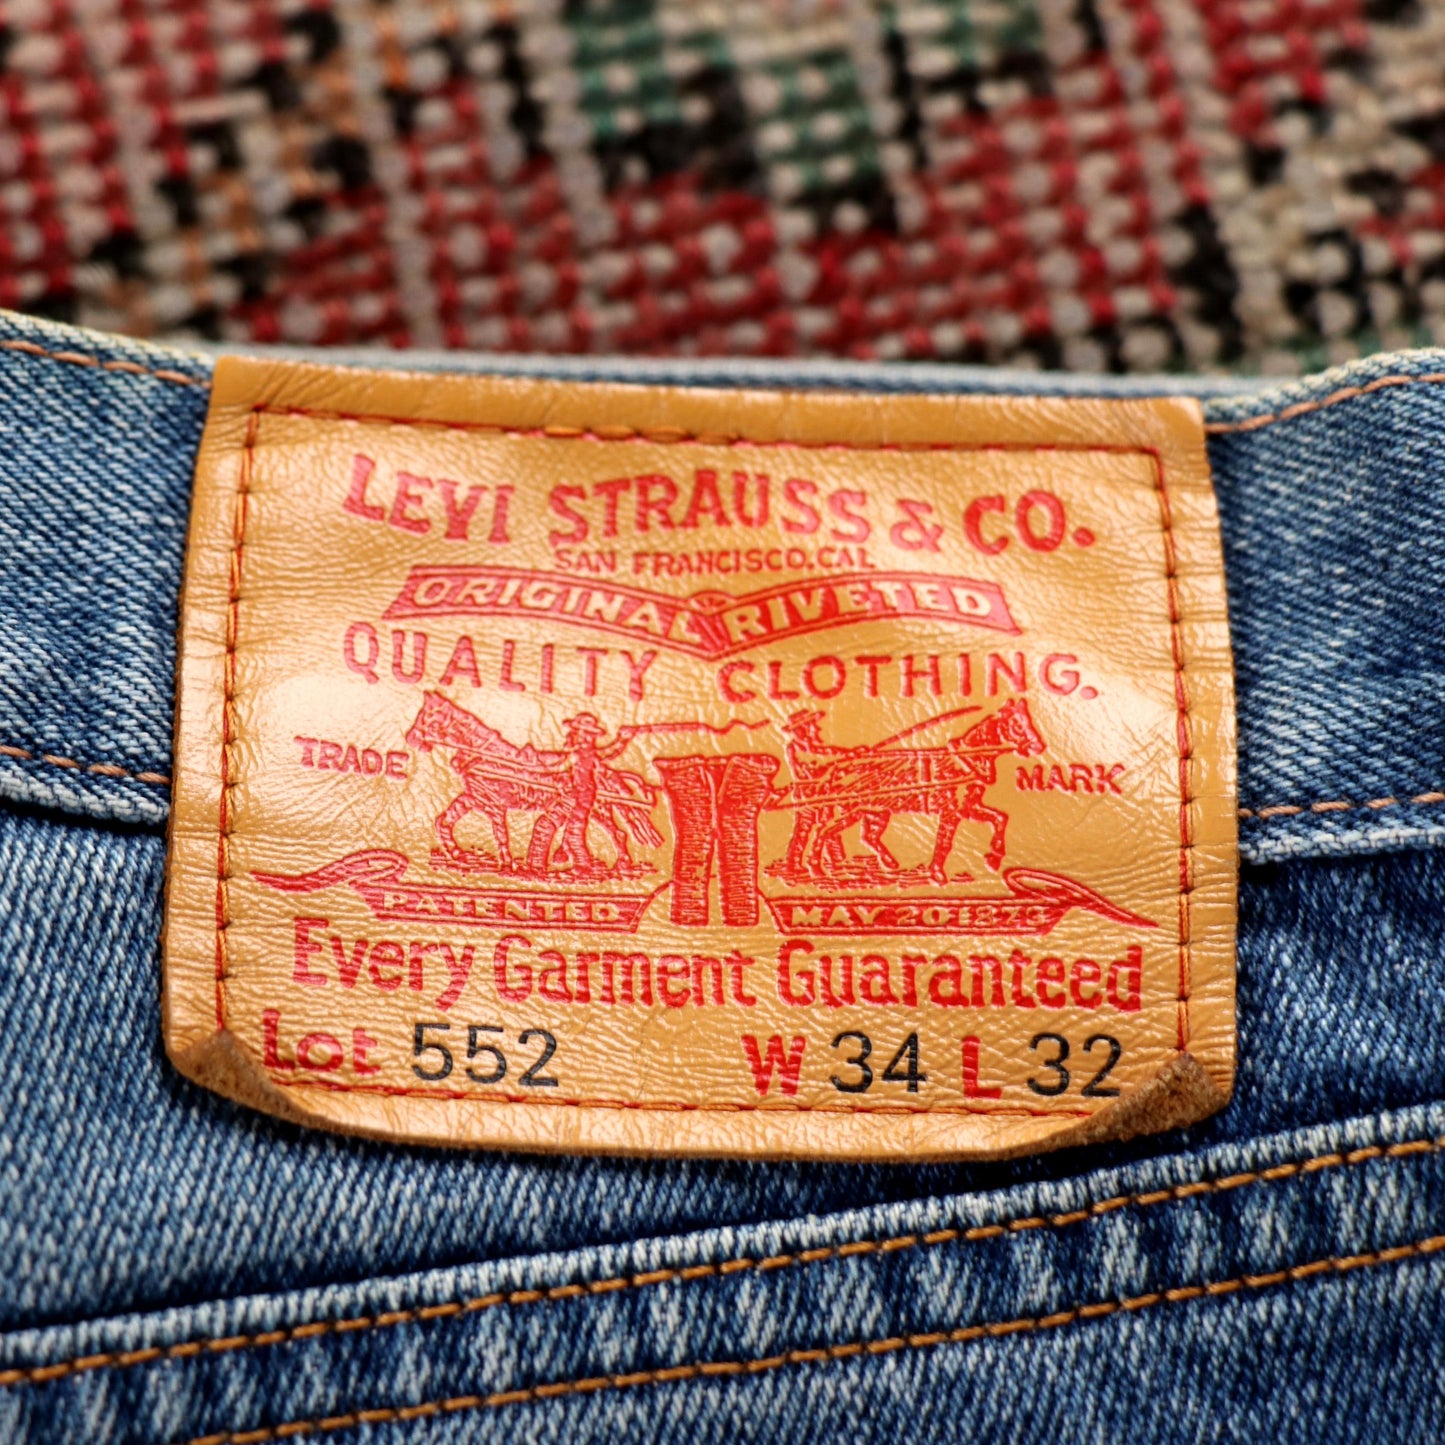 LEVI STRAUSS & CO.
SAN FRANCISCO.CAL
ORIGINAL RIVETED
QUALITY CLOTHING.
TRADE MARK
PATENTED MAY 20 1873
Every Garment Guaranteed
Lot 552 W 34 L 32